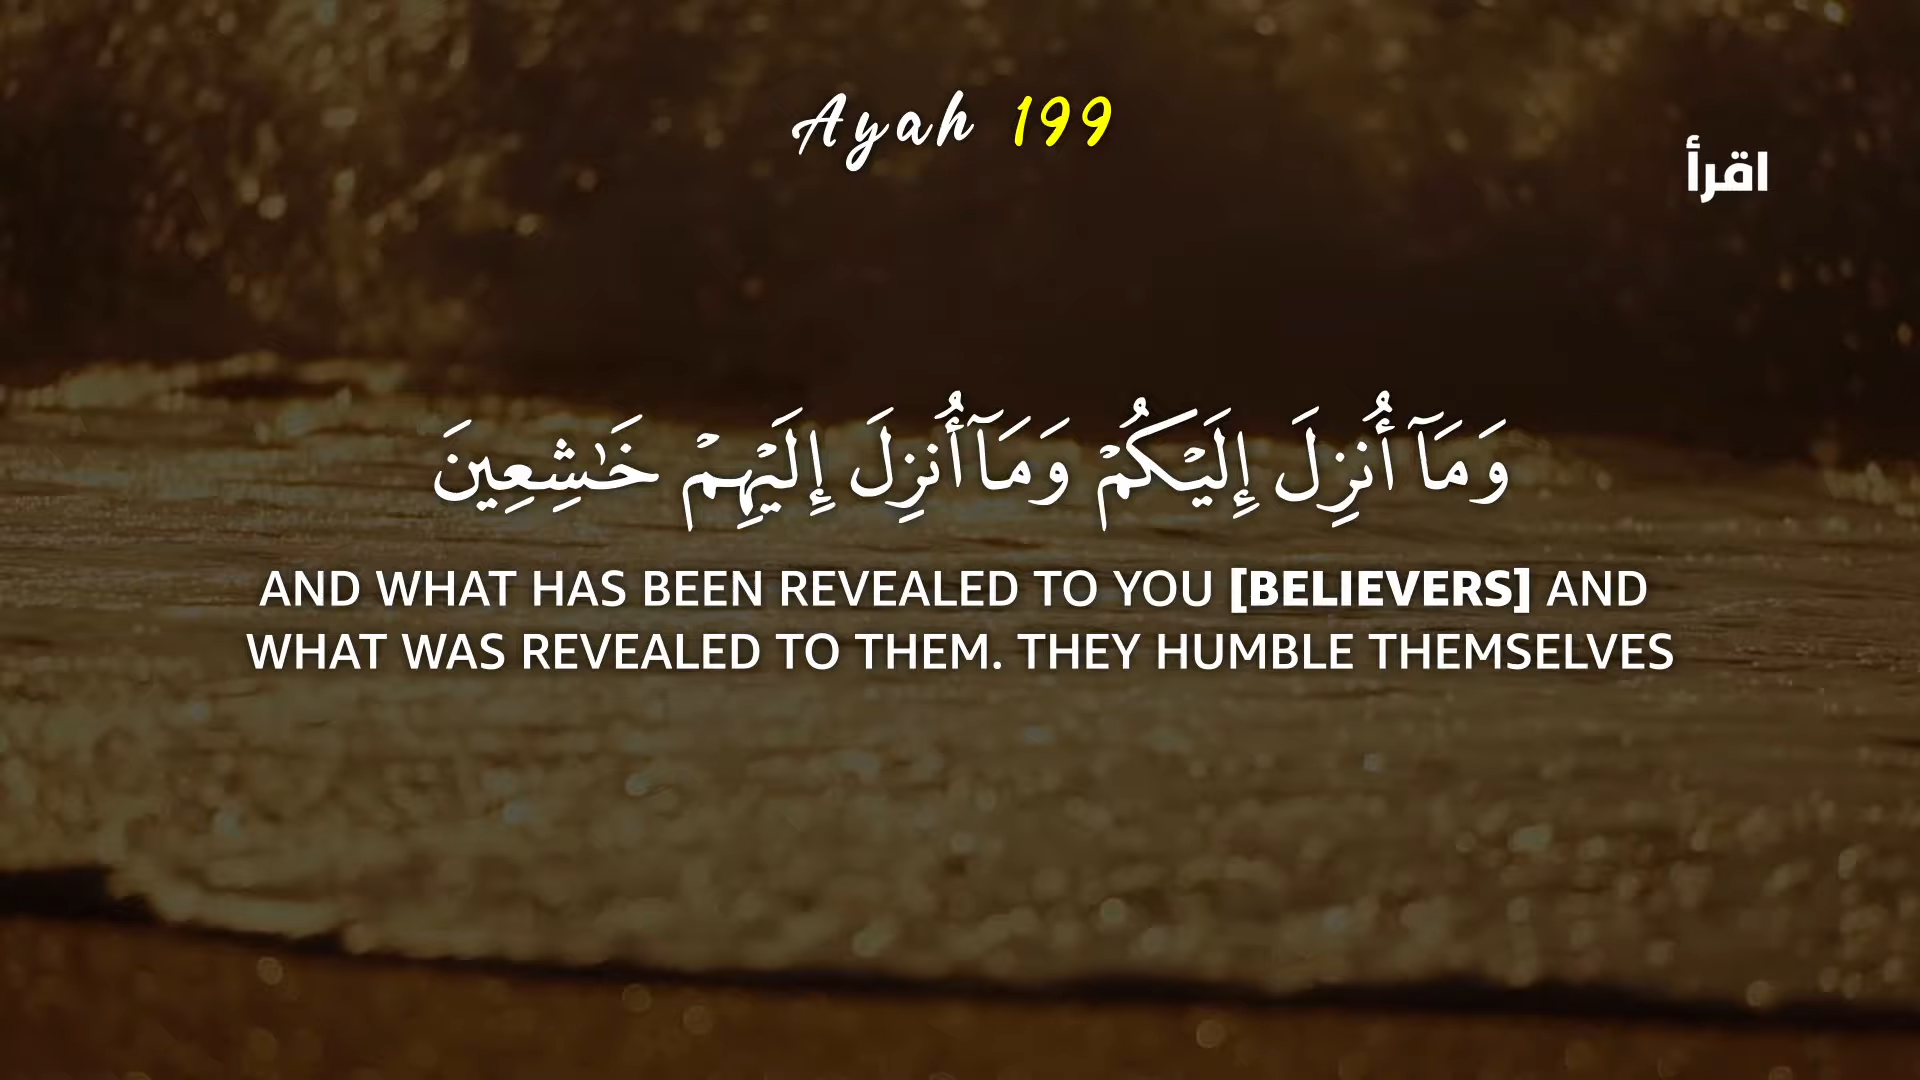 Ayah 199
اقرأ
وَمَآ أُنزِلَ إِلَيْكُمْ وَمَآأُنزِلَ إِلَيْهِمْ خَٰشِعِينَ
AND WHAT HAS BEEN REVEALED TO YOU [BELIEVERS] AND
WHAT WAS REVEALED TO THEM. THEY HUMBLE THEMSELVES